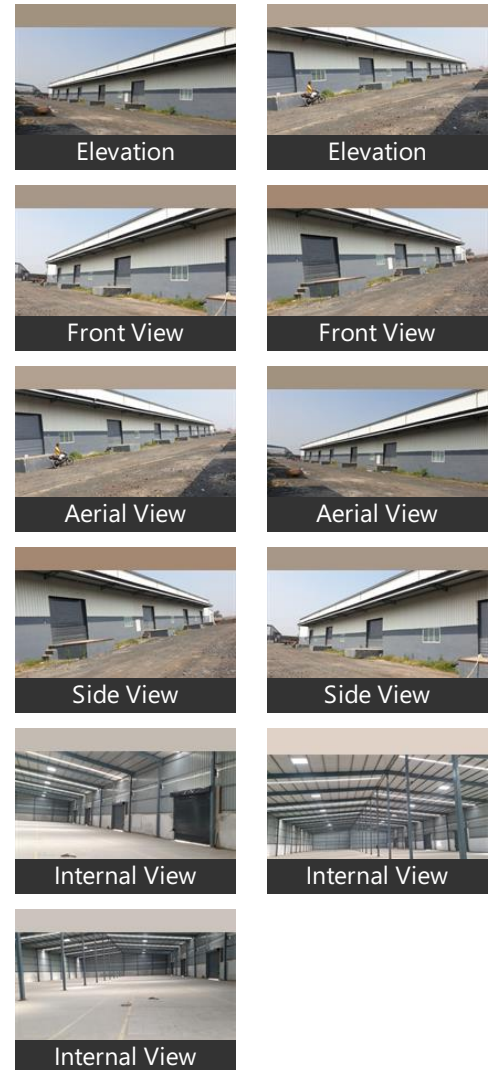 Elevation
Elevation
Front View
Front View
Aerial View
Aerial View
Side View
Side View
Internal View
Internal View
Internal View